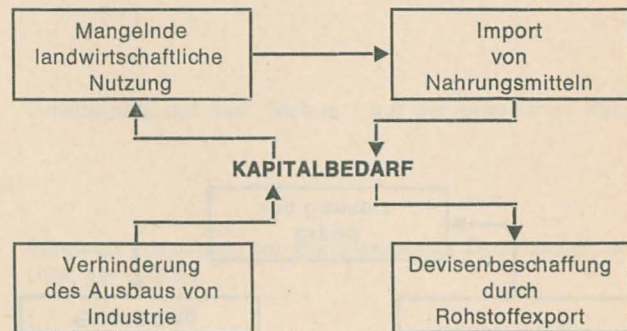 Mangelnde
landwirtschaftliche
Nutzung
Import
von
Nahrungsmitteln
KAPITALBEDARF
Verhinderung
des Ausbaus von
Industrie
Devisenbeschaffung
durch
Rohstoffexport